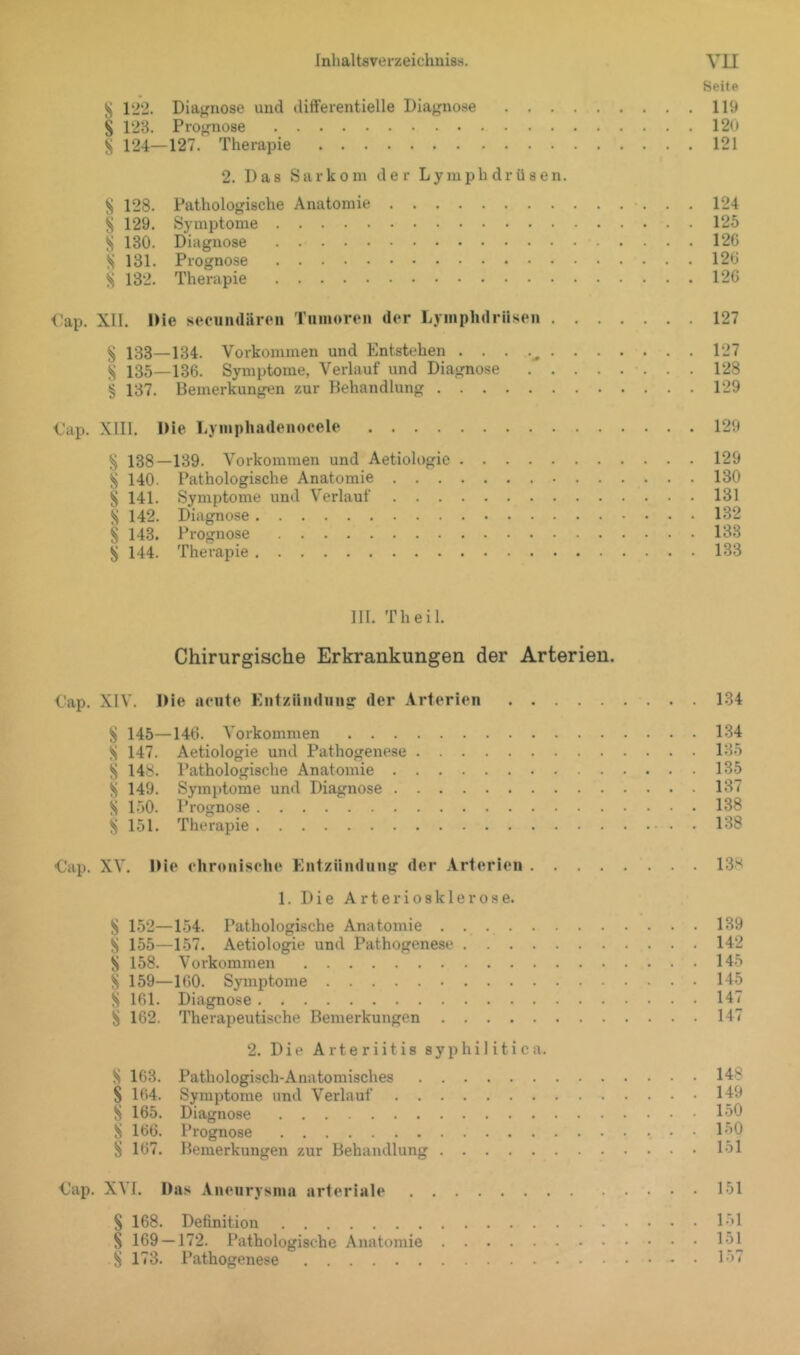 Inhaltsverzeichniss. VII
Seite
§ 122. Diagnose und differentielle Diagnose . . . . . . . . . 119
§ 123. Prognose . . . . . . . . . . . . . . . . . . . 120
§ 124—127. Therapie . . . . . . . . . . . . . . . . . 121
2. Das Sarkom der Lymphdrüsen.
§ 128. Pathologische Anatomie . . . . . . . . . . . . . . 124
§ 129. Symptome . . . . . . . . . . . . . . . . . . . 125
§ 130. Diagnose . . . . . . . . . . . . . . . . . . . 126
§ 131. Prognose . . . . . . . . . . . . . . . . . . . 126
§ 132. Therapie . . . . . . . . . . . . . . . . . . . 126
Cap. XII. Die secundären Tumoren der Lymphdrüsen . . . . . . . 127
§ 133—134. Vorkommen und Entstehen . . . . . . . . . . . 127
§ 135—136. Symptome, Verlauf und Diagnose . . . . . . . . 128
§ 137. Bemerkungen zur Behandlung . . . . . . . . . . . . 129
Cap. XIII. Die Lymphadenocele . . . . . . . . . . . . . . . 129
§ 138—139. Vorkommen und Aetiologie . . . . . . . . . . . 129
§ 140. Pathologische Anatomie . . . . . . . . . . . . . . 130
§ 141. Symptome und Verlauf . . . . . . . . . . . . . . 131
§ 142. Diagnose . . . . . . . . . . . . . . . . . . . . 132
§ 143. Prognose . . . . . . . . . . . . . . . . . . . 133
§ 144. Therapie . . . . . . . . . . . . . . . . . . . . 133
III. Theil.
Chirurgische Erkrankungen der Arterien.
Cap. XIV. Die acute Entzündung der Arterien . . . . . . . . . 134
§ 145—146. Vorkommen . . . . . . . . . . . . . . . . 134
§ 147. Aetiologie und Pathogenese . . . . . . . . . . . . . 135
§ 148. Pathologische Anatomie . . . . . . . . . . . . . . 135
§ 149. Symptome und Diagnose . . . . . . . . . . . . . . 137
§ 150. Prognose . . . . . . . . . . . . . . . . . . . . 138
§ 151. Therapie . . . . . . . . . . . . . . . . . . . . 138
Cap. XV. Die chronische Entzündung der Arterien . . . . . . . . 138
1. Die Arteriosklerose.
§ 152—154. Pathologische Anatomie . . . . . . . . . . . . 139
§ 155—157. Aetiologie und Pathogenese . . . . . . . . . . . 142
§ 158. Vorkommen . . . . . . . . . . . . . . . . . . 145
§ 159—160. Symptome . . . . . . . . . . . . . . . . . 145
§ 161. Diagnose . . . . . . . . . . . . . . . . . . . . 147
§ 162. Therapeutische Bemerkungen . . . . . . . . . . . . 147
2. Die Arteriitis syphilitica.
§ 163. Pathologisch-Anatomisches . . . . . . . . . . . . . 148
§ 164. Symptome und Verlauf . . . . . . . . . . . . . . 149
§ 165. Diagnose . . . . . . . . . . . . . . . . . . . 150
§ 166. Prognose . . . . . . . . . . . . . . . . . . . 150
§ 167. Bemerkungen zur Behandlung . . . . . . . . . . . . 151
Cap. XVI. Das Aneurysma arteriale . . . . . . . . . . . . . 151
§ 168. Definition . . . . . . . . . . . . . . . . . . . 151
§ 169—172. Pathologische Anatomie . . . . . . . . . . . . 151
§ 173. Pathogenese . . . . . . . . . . . . . . . . . . 157